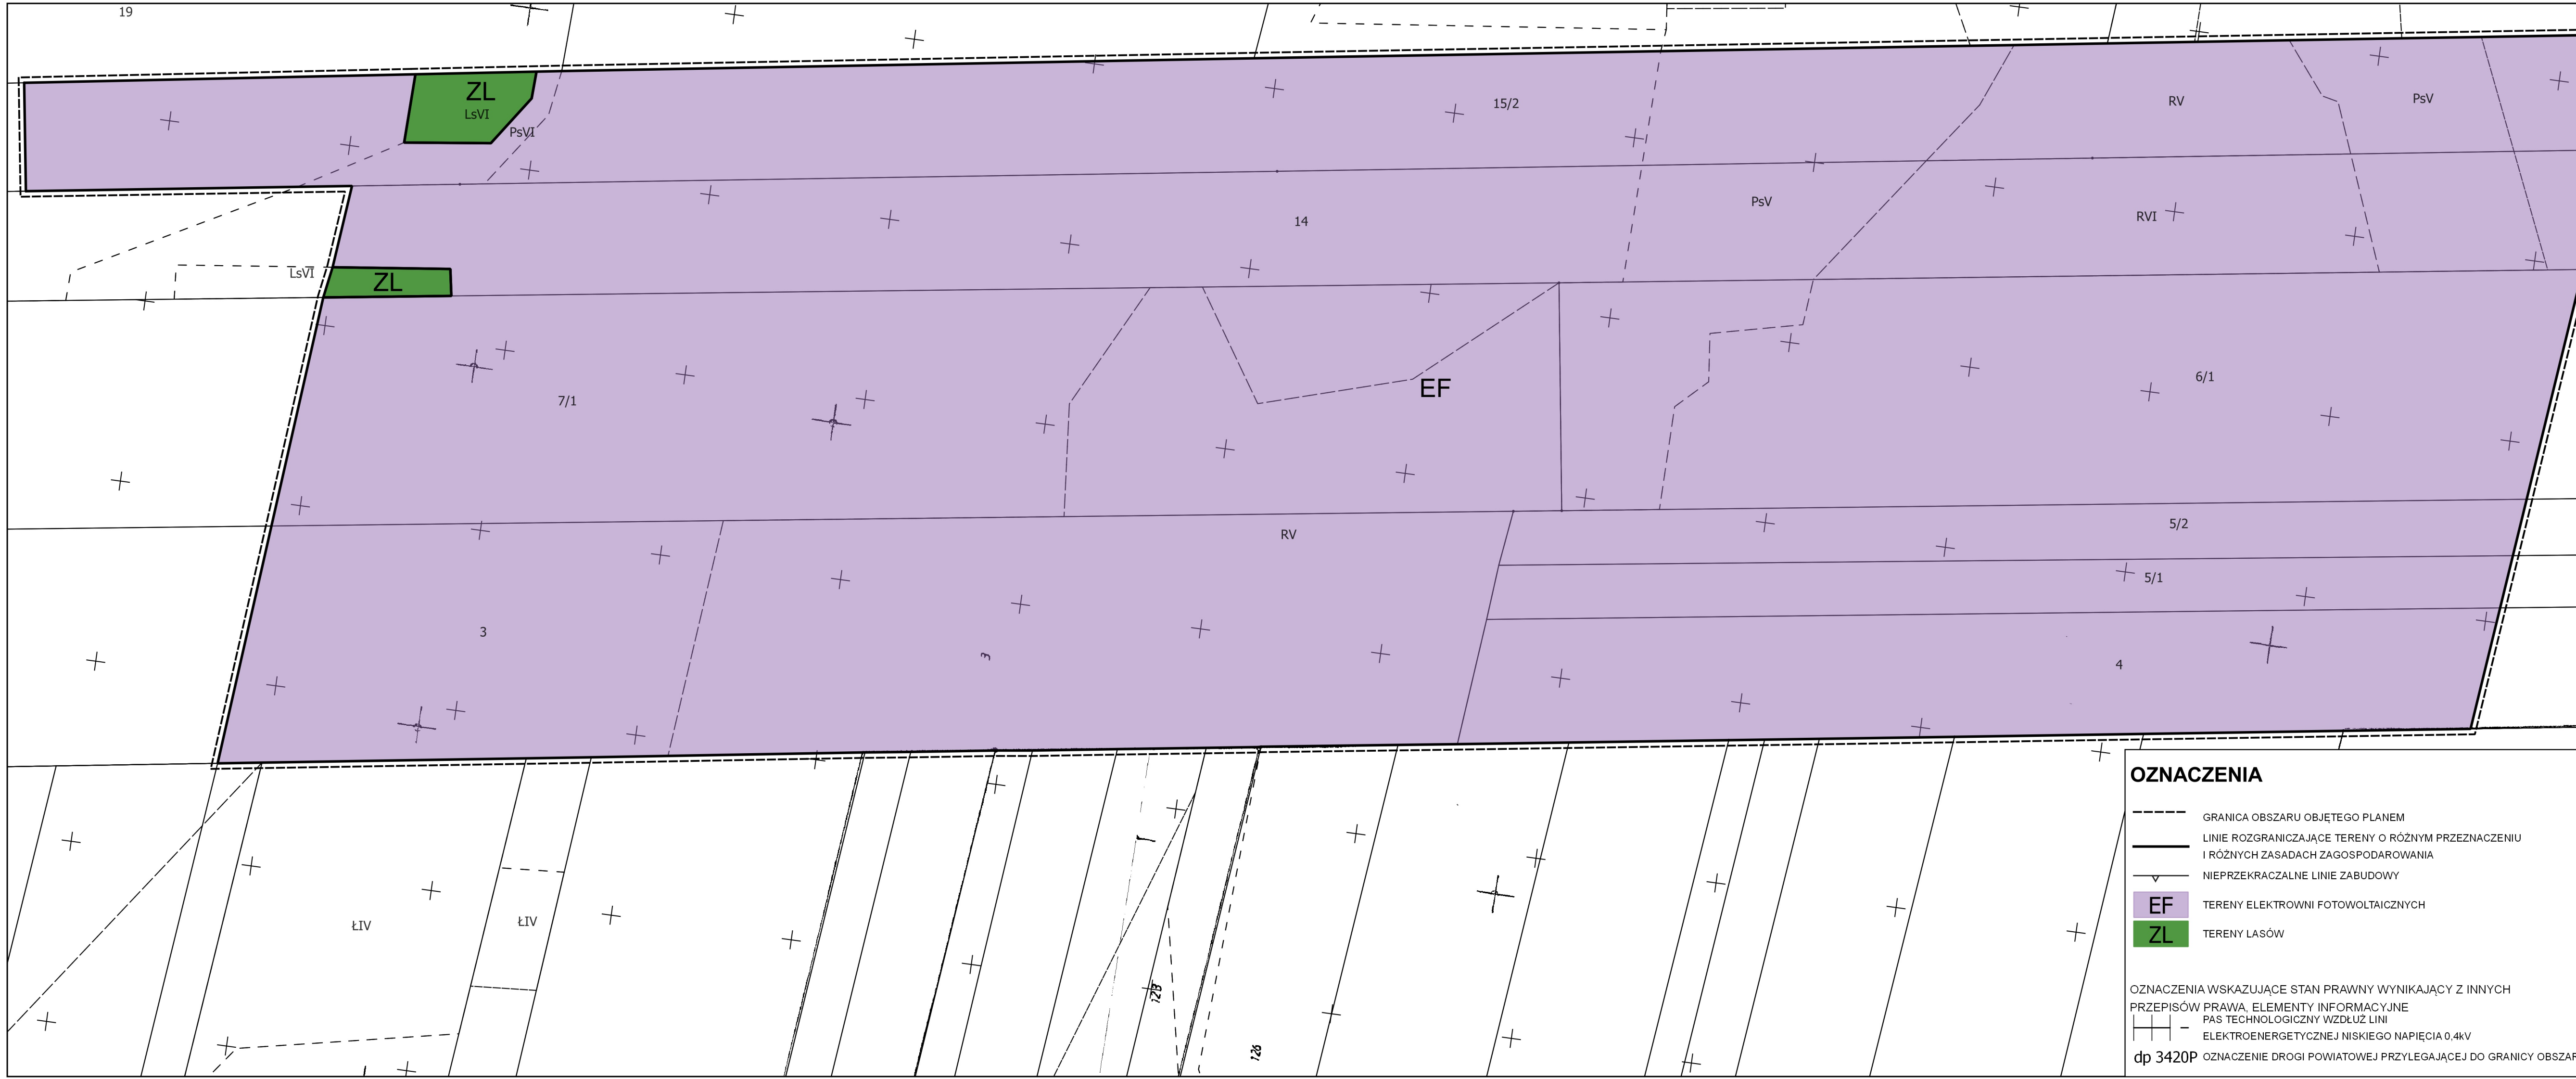 19
ZL
LsVI
PsVI
15/2
RV
PsV
14
PsV
RVI
LsVI
ZL
7/1
EF
6/1
RV
5/2
5/1
3
3
4
ŁIV
ŁIV
123
126
OZNACZENIA
GRANICA OBSZARU OBJĘTEGO PLANEM
LINIE ROZGRANICZAJĄCE TERENY O RÓŻNYM PRZEZNACZENIU
I RÓŻNYCH ZASADACH ZAGOSPODAROWANIA
NIEPRZEKRACZALNE LINIE ZABUDOWY
EF TERENY ELEKTROWNI FOTOWOLTAICZNYCH
ZL TERENY LASÓW
OZNACZENIA WSKAZUJĄCE STAN PRAWNY WYNIKAJĄCY Z INNYCH
PRZEPISÓW PRAWA, ELEMENTY INFORMACYJNE
PAS TECHNOLOGICZNY WZDŁUŻ LINI
ELEKTROENERGETYCZNEJ NISKIEGO NAPIĘCIA 0,4kV
dp 3420P OZNACZENIE DROGI POWIATOWEJ PRZYLEGAJĄCEJ DO GRANICY